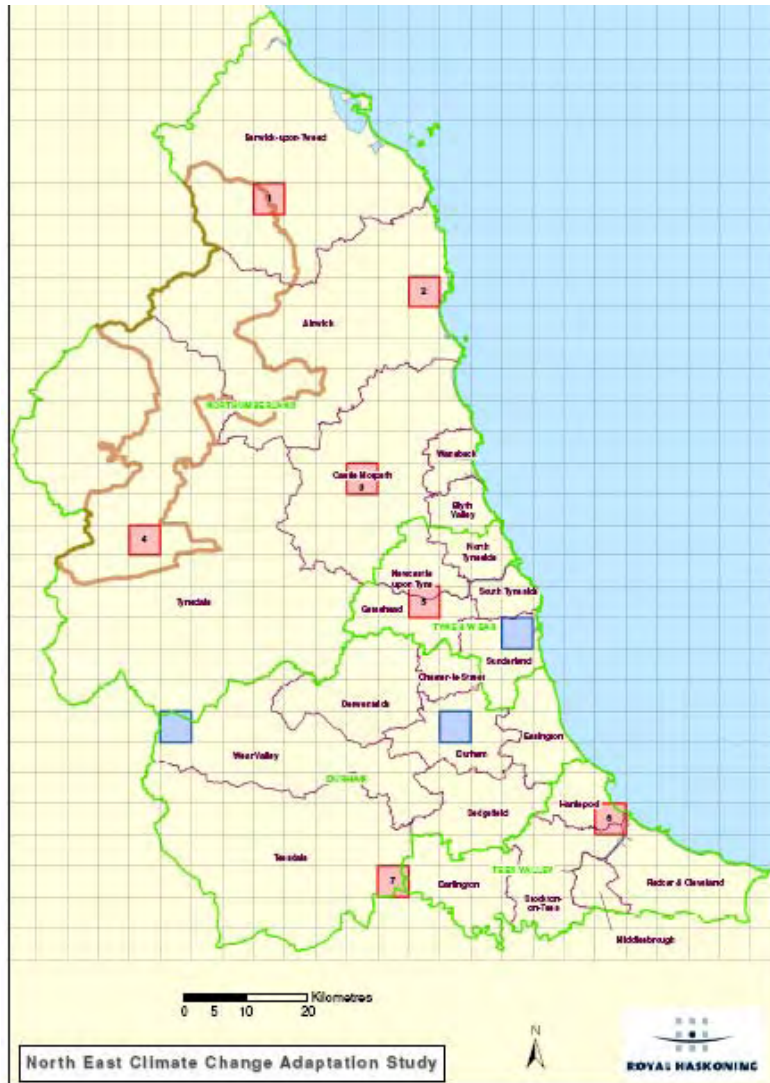 Berwick-upon-Tweed
1
2
Alnwick
NORTHUMBERLAND
Wansbeck
Castle Morpeth
3
Blyth
Valley
4
North
Tyneside
Newcastle
upon Tyne
South Tyneside
Tynedale
Gateshead
5
TYNE & WEAR
Sunderland
Chester-le-Street
Derwentside
Easington
Wear Valley
Durham
DURHAM
Hartlepool
Sedgefield
6
Teesdale
TEES VALLEY
7
Darlington
Redcar & Cleveland
Stockton-
on-Tees
Middlesbrough
Kilometres
0 5 10 20
N
North East Climate Change Adaptation Study
ROYAL HASKONING